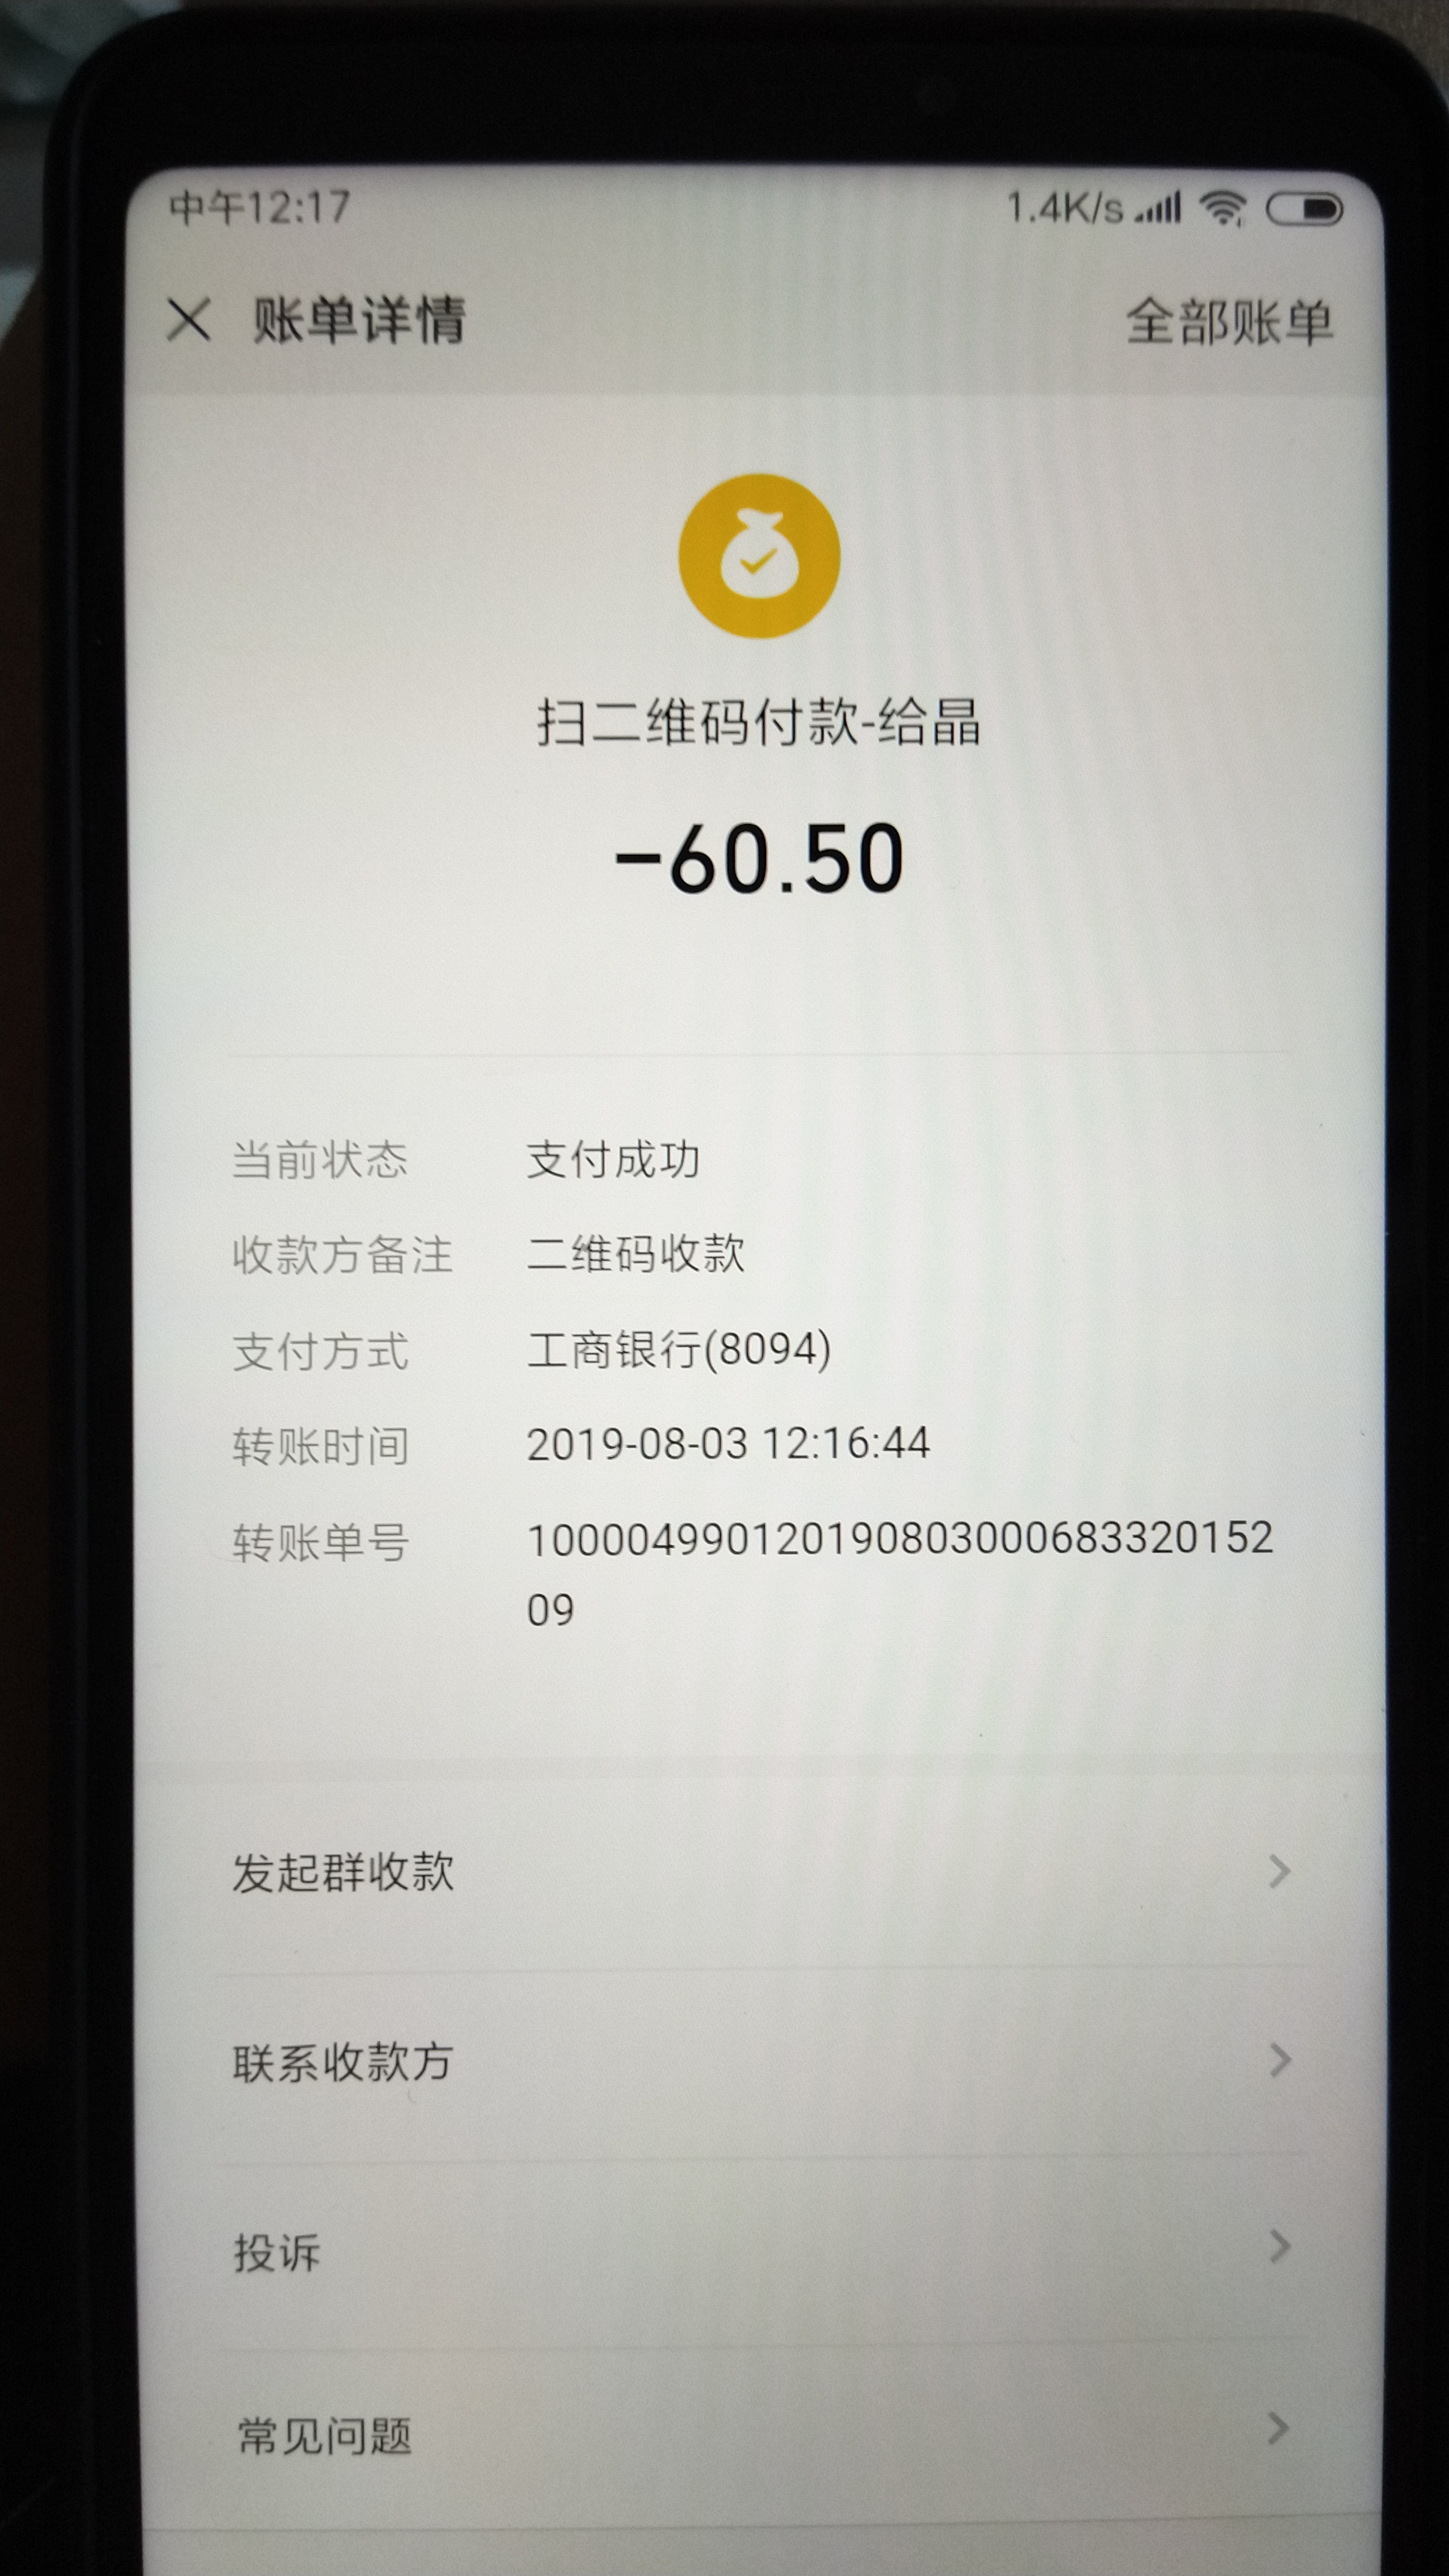 中午12:17
1.4K/s
账单详情
全部账单
扫二维码付款-给晶
-60.50
当前状态 支付成功
收款方备注 二维码收款
支付方式 工商银行(8094)
转账时间 2019-08-03 12:16:44
转账单号 100004990120190803000683320152
09
发起群收款
联系收款方
投诉
常见问题